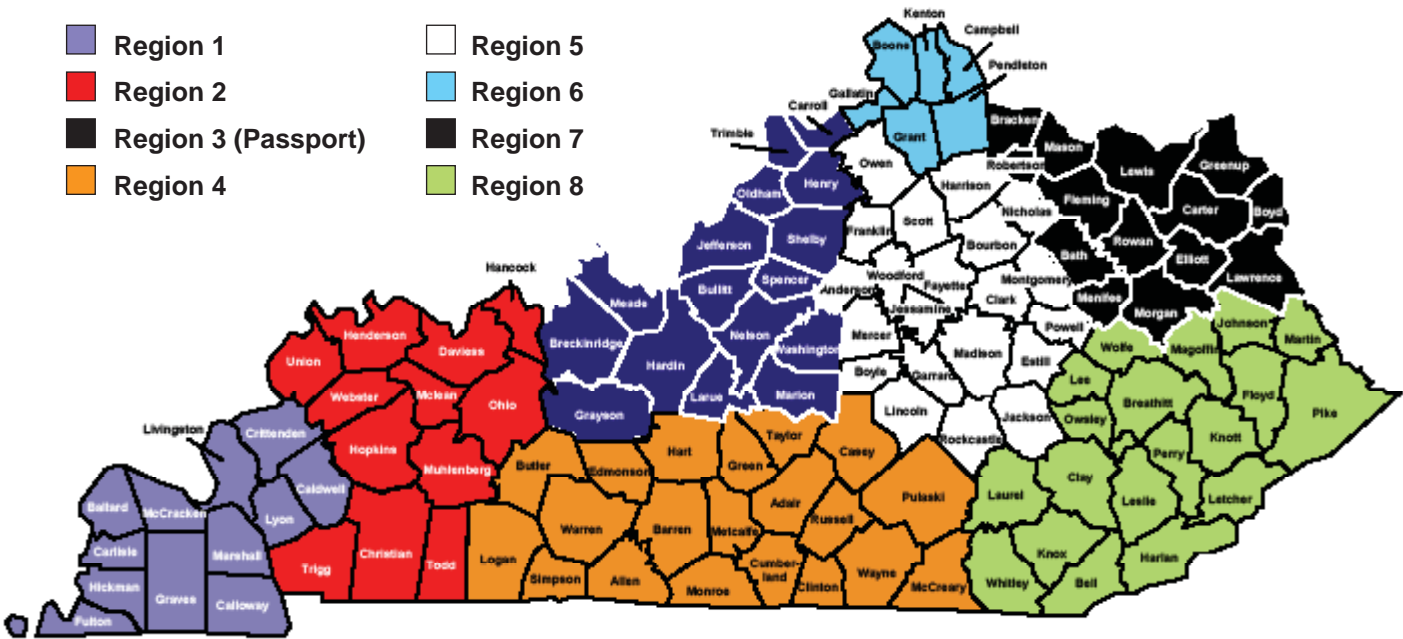 Region 1
Region 2
Region 3 (Passport)
Region 4
Region 5
Region 6
Region 7
Region 8
Kenton
Campbell
Boone
Pendleton
Gallatin
Carroll
Grant
Trimble
Bracken
Mason
Owen
Robertson
Lewis
Greenup
Henry
Oldham
Harrison
Fleming
Carter
Boyd
Nicholas
Scott
Franklin
Jefferson
Shelby
Bourbon
Rowan
Bath
Elliott
Hancock
Spencer
Woodford
Fayette
Montgomery
Lawrence
Bullitt
Anderson
Clark
Menifee
Meade
Jessamine
Morgan
Henderson
Nelson
Mercer
Powell
Johnson
Breckinridge
Washington
Madison
Wolfe
Martin
Union
Daviess
Hardin
Boyle
Garrard
Estill
Magoffin
Webster
Mclean
Ohio
Larue
Marion
Lee
Breathitt
Floyd
Grayson
Lincoln
Jackson
Owsley
Pike
Livingston
Crittenden
Taylor
Rockcastle
Knott
Hopkins
Hart
Casey
Perry
Muhlenberg
Butler
Edmonson
Green
Clay
Caldwell
Adair
Pulaski
Laurel
Leslie
Letcher
Ballard
McCracken
Lyon
Warren
Barren
Metcalfe
Russell
Carlisle
Marshall
Christian
Todd
Logan
Knox
Harlan
Trigg
Simpson
Allen
Monroe
Cumber-
land
Clinton
Wayne
McCreary
Whitley
Bell
Hickman
Graves
Calloway
Fulton